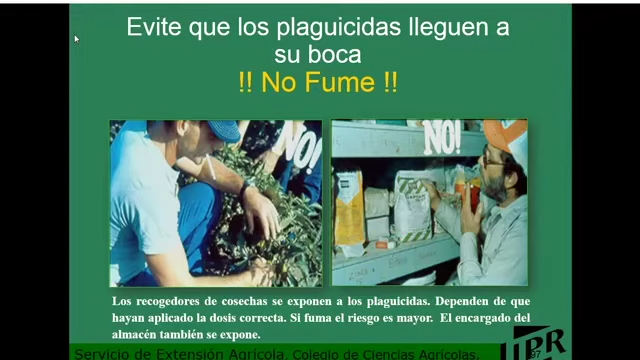 Evite que los plaguicidas lleguen a
su boca
!! No Fume !!
NO!
NO!
Los recogedores de cosechas se exponen a los plaguicidas. Dependen de que
hayan aplicado la dosis correcta. Si fuma el riesgo es mayor. El encargado del
almacén también se expone.
Servicio de Extensión Agrícola, Colegio de Ciencias Agrícolas,
UPR
97